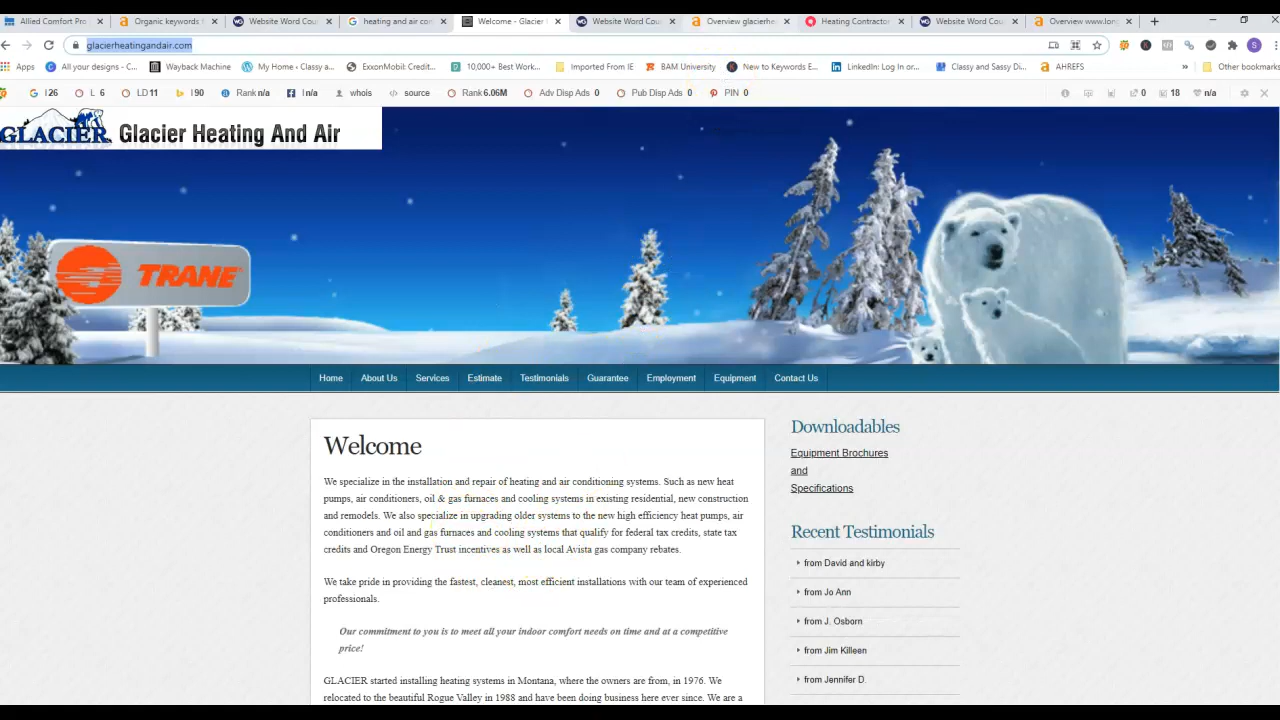 Allied Comfort Pro
Organic keywords f
Website Word Cou
heating and air con
Welcome - Glacier
Website Word Cou
Overview glacierhe
Heating Contractor
Website Word Cou
Overview www.lon
glacierheatingandair.com
Apps
All your designs - C...
Wayback Machine
My Home ‹ Classy a...
ExxonMobil: Credit...
10,000+ Best Work...
Imported From IE
BAM University
New to Keywords E...
LinkedIn: Log In or...
Classy and Sassy Di...
AHREFS
»
Other bookmarks
I 26
L 6
LD 11
I 90
Rank n/a
I n/a
whois
source
Rank 6.06M
Adv Disp Ads 0
Pub Disp Ads 0
PIN 0
0
18
n/a
GLACIER Glacier Heating And Air
TRANE
Home About Us Services Estimate Testimonials Guarantee Employment Equipment Contact Us
Welcome
We specialize in the installation and repair of heating and air conditioning systems. Such as new heat
pumps, air conditioners, oil & gas furnaces and cooling systems in existing residential, new construction
and remodels. We also specialize in upgrading older systems to the new high efficiency heat pumps, air
conditioners and oil and gas furnaces and cooling systems that qualify for federal tax credits, state tax
credits and Oregon Energy Trust incentives as well as local Avista gas company rebates.
We take pride in providing the fastest, cleanest, most efficient installations with our team of experienced
professionals.
Our commitment to you is to meet all your indoor comfort needs on time and at a competitive
price!
GLACIER started installing heating systems in Montana, where the owners are from, in 1976. We
relocated to the beautiful Rogue Valley in 1988 and have been doing business here ever since. We are a
Downloadables
Equipment Brochures
and
Specifications
Recent Testimonials
from David and kirby
from Jo Ann
from J. Osborn
from Jim Killeen
from Jennifer D.